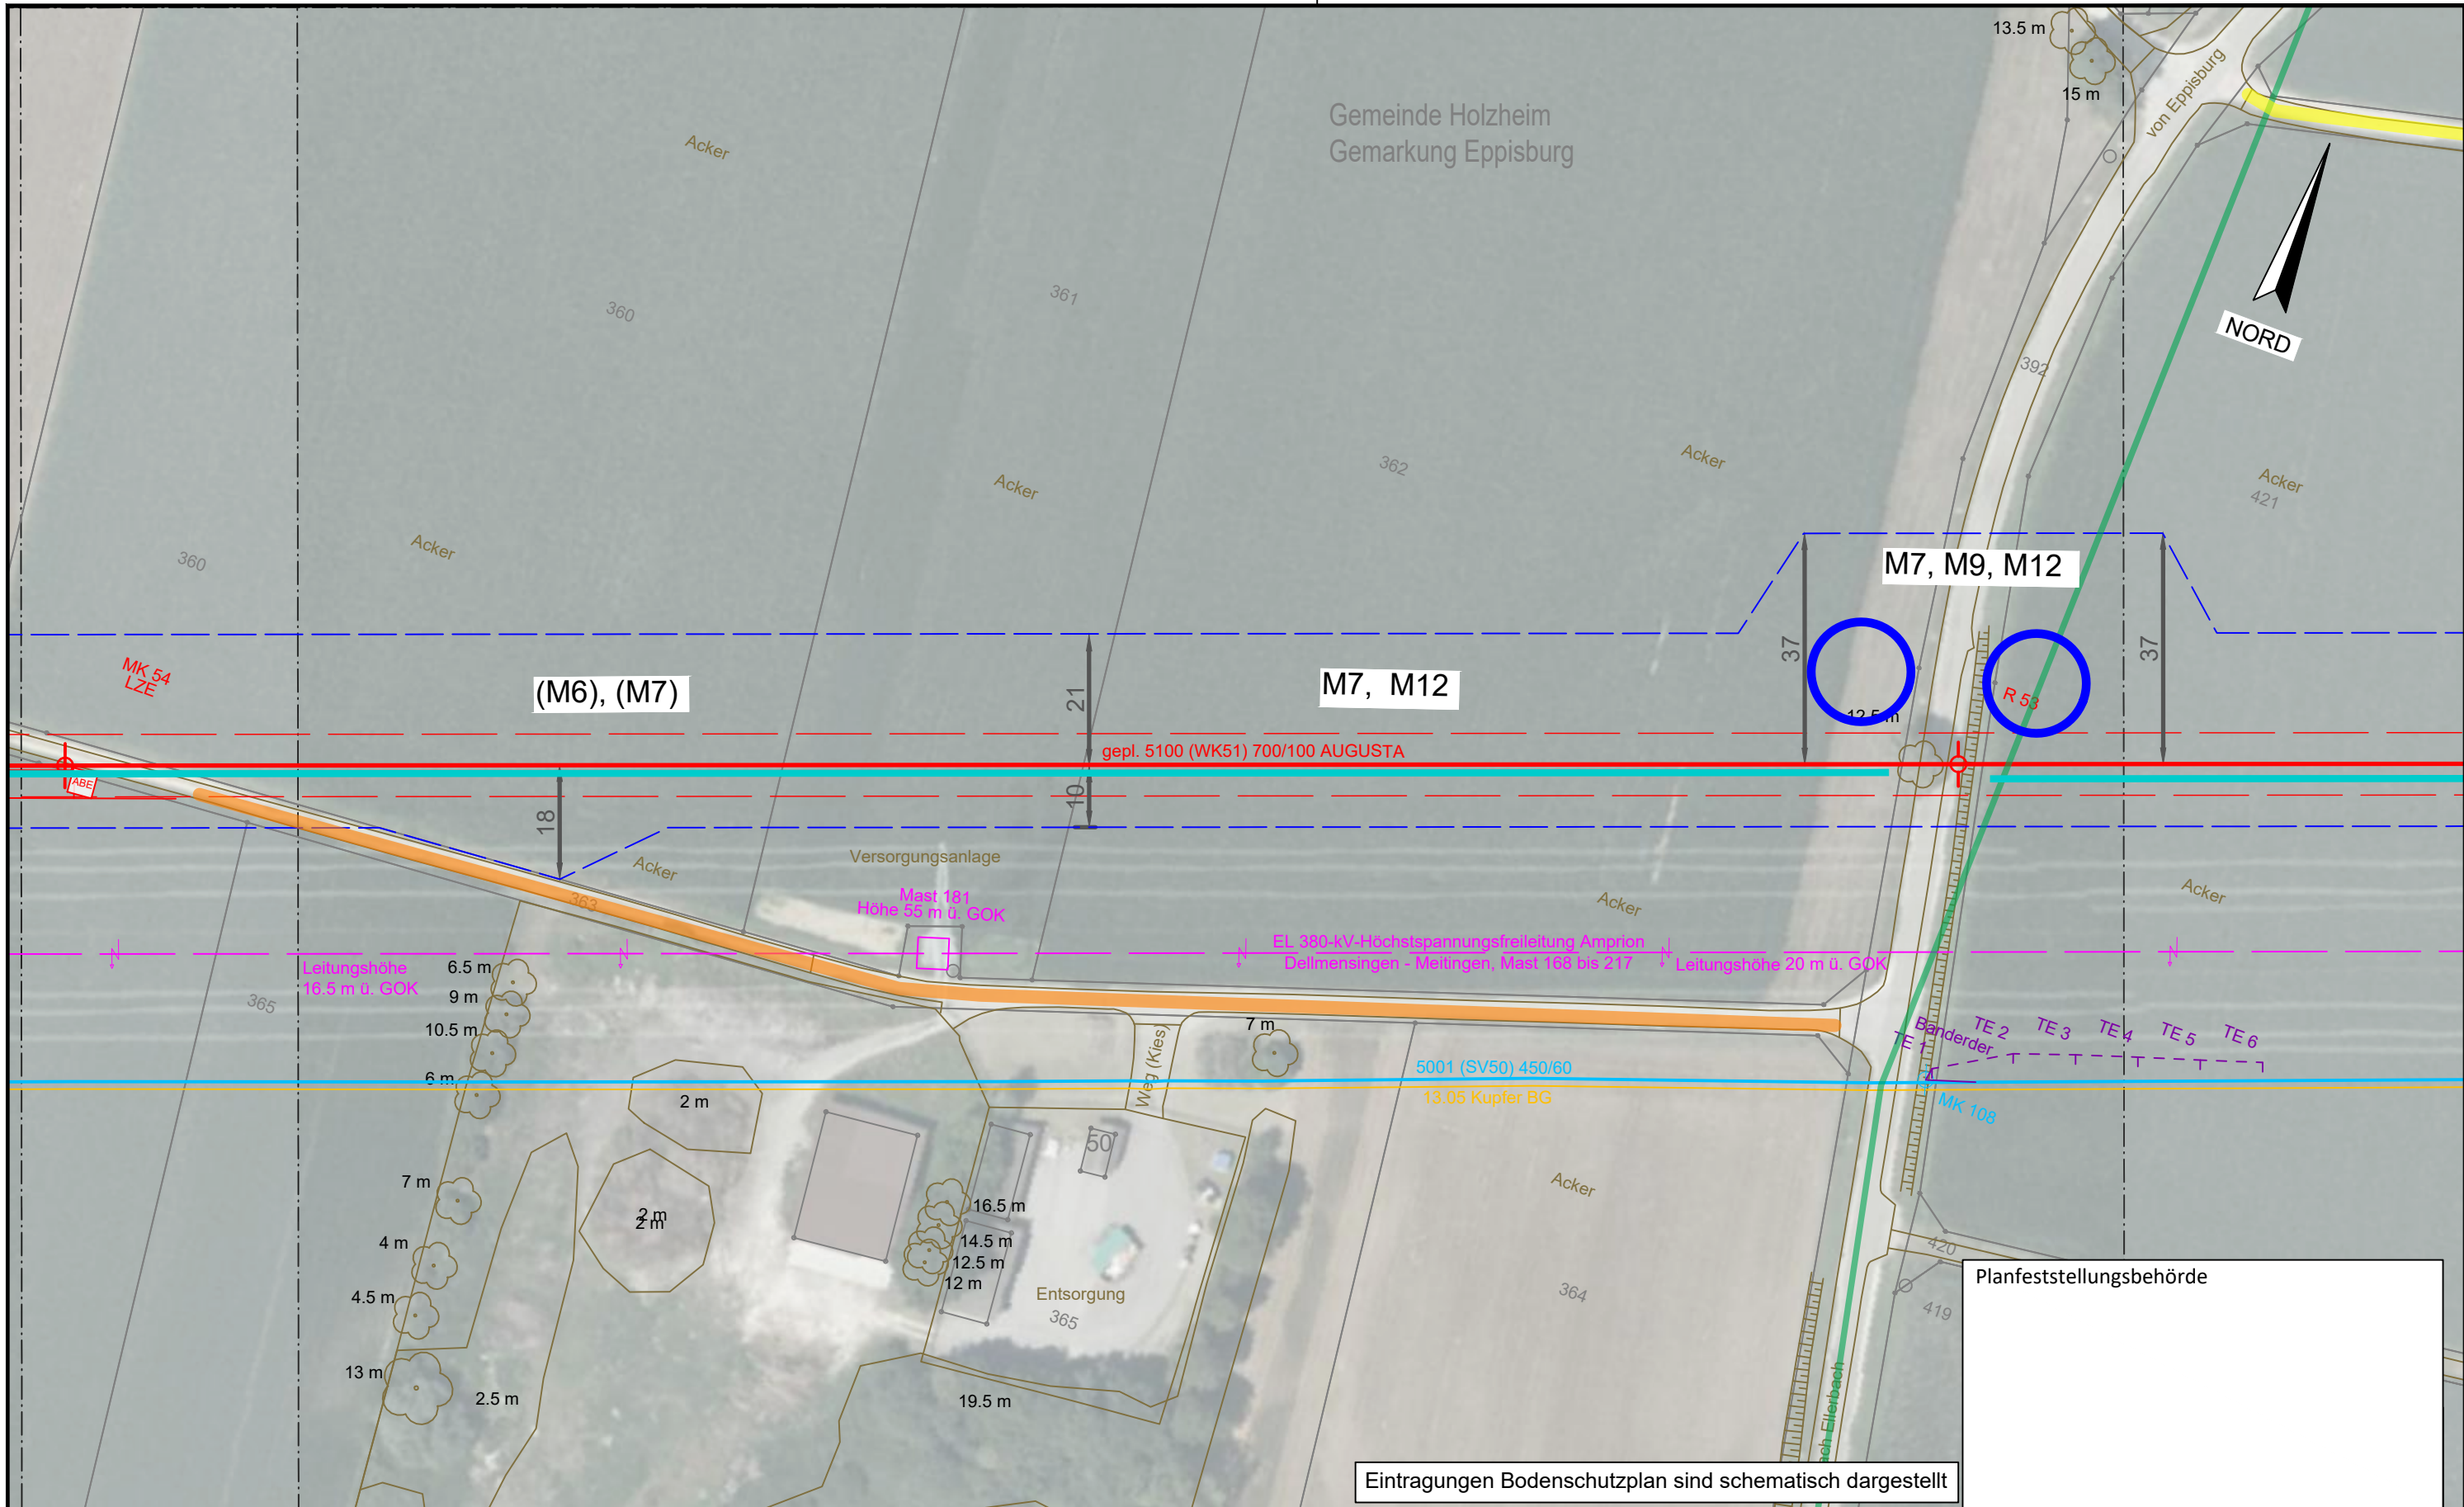 13.5 m
15 m
von Eppisburg
Gemeinde Holzheim
Gemarkung Eppisburg
Acker
NORD
361
360
392
362
Acker
Acker
Acker
421
Acker
360
M7, M9, M12
37
37
MK 54
LZE
(M6), (M7)
21
M7,  M12
R 53
12.5 m
gepl. 5100 (WK51) 700/100 AUGUSTA
ABE
18
10
Versorgungsanlage
Acker
363
Mast 181
Höhe 55 m ü. GOK
Acker
Acker
EL 380-kV-Höchstspannungsfreileitung Amprion
Dellmensingen - Meitingen, Mast 168 bis 217
Leitungshöhe 20 m ü. GOK
Leitungshöhe
16.5 m ü. GOK
365
6.5 m
9 m
10.5 m
6 m
7 m
Weg (Kies)
Banderder
TE 1
TE 2
TE 3
TE 4
TE 5
TE 6
5001 (SV50) 450/60
13.05 Kupfer BG
MK 108
2 m
50
7 m
2 m
2 m
Acker
16.5 m
14.5 m
12.5 m
12 m
4 m
4.5 m
Entsorgung
365
364
420
419
Planfeststellungsbehörde
13 m
2.5 m
19.5 m
ach Ellerbach
Eintragungen Bodenschutzplan sind schematisch dargestellt